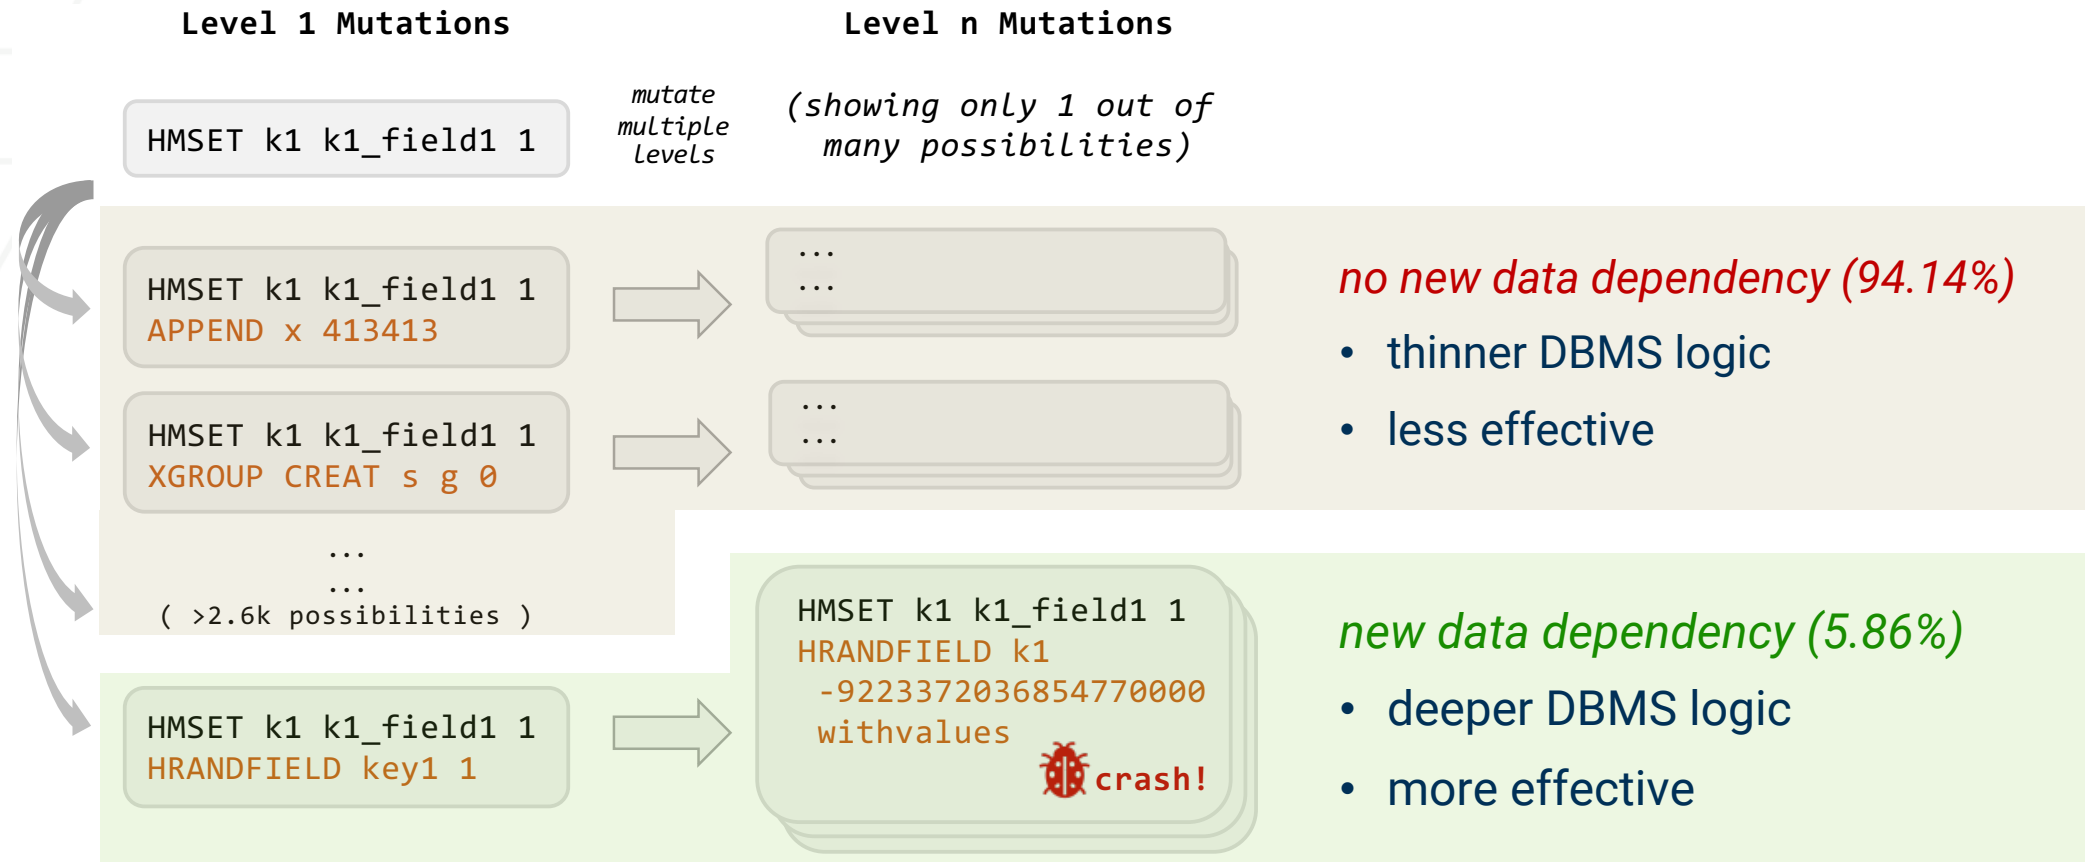 Level 1 Mutations
Level n Mutations
HMSET k1 k1_field1 1
mutate
multiple
levels
(showing only 1 out of
many possibilities)
HMSET k1 k1_field1 1
APPEND x 413413
...
...
HMSET k1 k1_field1 1
XGROUP CREAT s g 0
...
...
no new data dependency (94.14%)
• thinner DBMS logic
• less effective
...
...
( >2.6k possibilities )
HMSET k1 k1_field1 1
HRANDFIELD key1 1
HMSET k1 k1_field1 1
HRANDFIELD k1
-9223372036854770000
withvalues
crash!
new data dependency (5.86%)
• deeper DBMS logic
• more effective